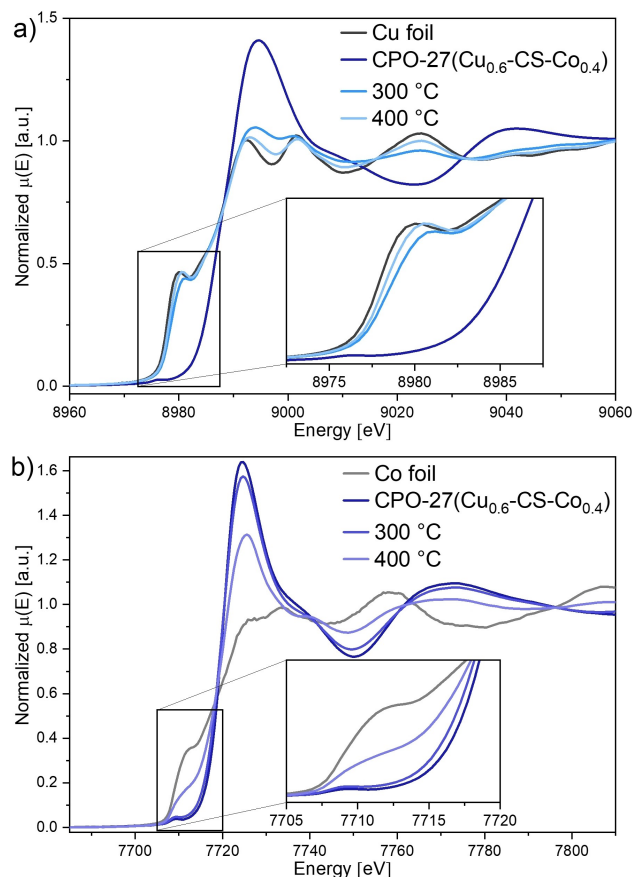 a)
Cu foil
CPO-27(Cu0.6-CS-Co0.4)
300 °C
400 °C
Normalized μ(E) [a.u.]
1.5
1.0
0.5
0.0
8975 8980 8985
8960 8980 9000 9020 9040 9060
Energy [eV]
b)
Co foil
CPO-27(Cu0.6-CS-Co0.4)
300 °C
400 °C
Normalized μ(E) [a.u.]
1.6
1.4
1.2
1.0
0.8
0.6
0.4
0.2
0.0
7705 7710 7715 7720
7700 7720 7740 7760 7780 7800
Energy [eV]